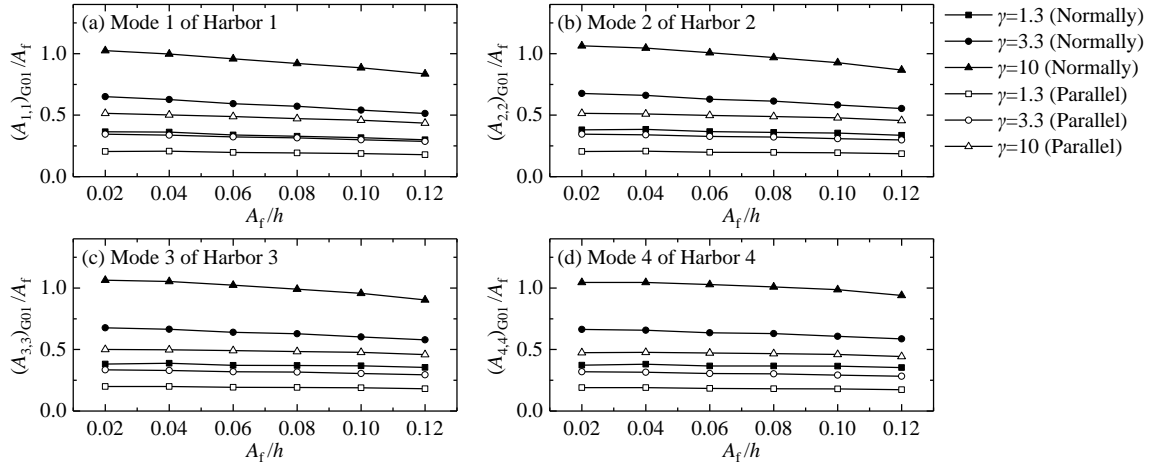 (a) Mode 1 of Harbor 1
(A1,1)G01/Af
1.0
0.5
0.0
0.02 0.04 0.06 0.08 0.10 0.12
Af/h
(b) Mode 2 of Harbor 2
(A2,2)G01/Af
1.0
0.5
0.0
0.02 0.04 0.06 0.08 0.10 0.12
Af/h
γ=1.3 (Normally)
γ=3.3 (Normally)
γ=10 (Normally)
γ=1.3 (Parallel)
γ=3.3 (Parallel)
γ=10 (Parallel)
(c) Mode 3 of Harbor 3
(A3,3)G01/Af
1.0
0.5
0.0
0.02 0.04 0.06 0.08 0.10 0.12
Af/h
(d) Mode 4 of Harbor 4
(A4,4)G01/Af
1.0
0.5
0.0
0.02 0.04 0.06 0.08 0.10 0.12
Af/h